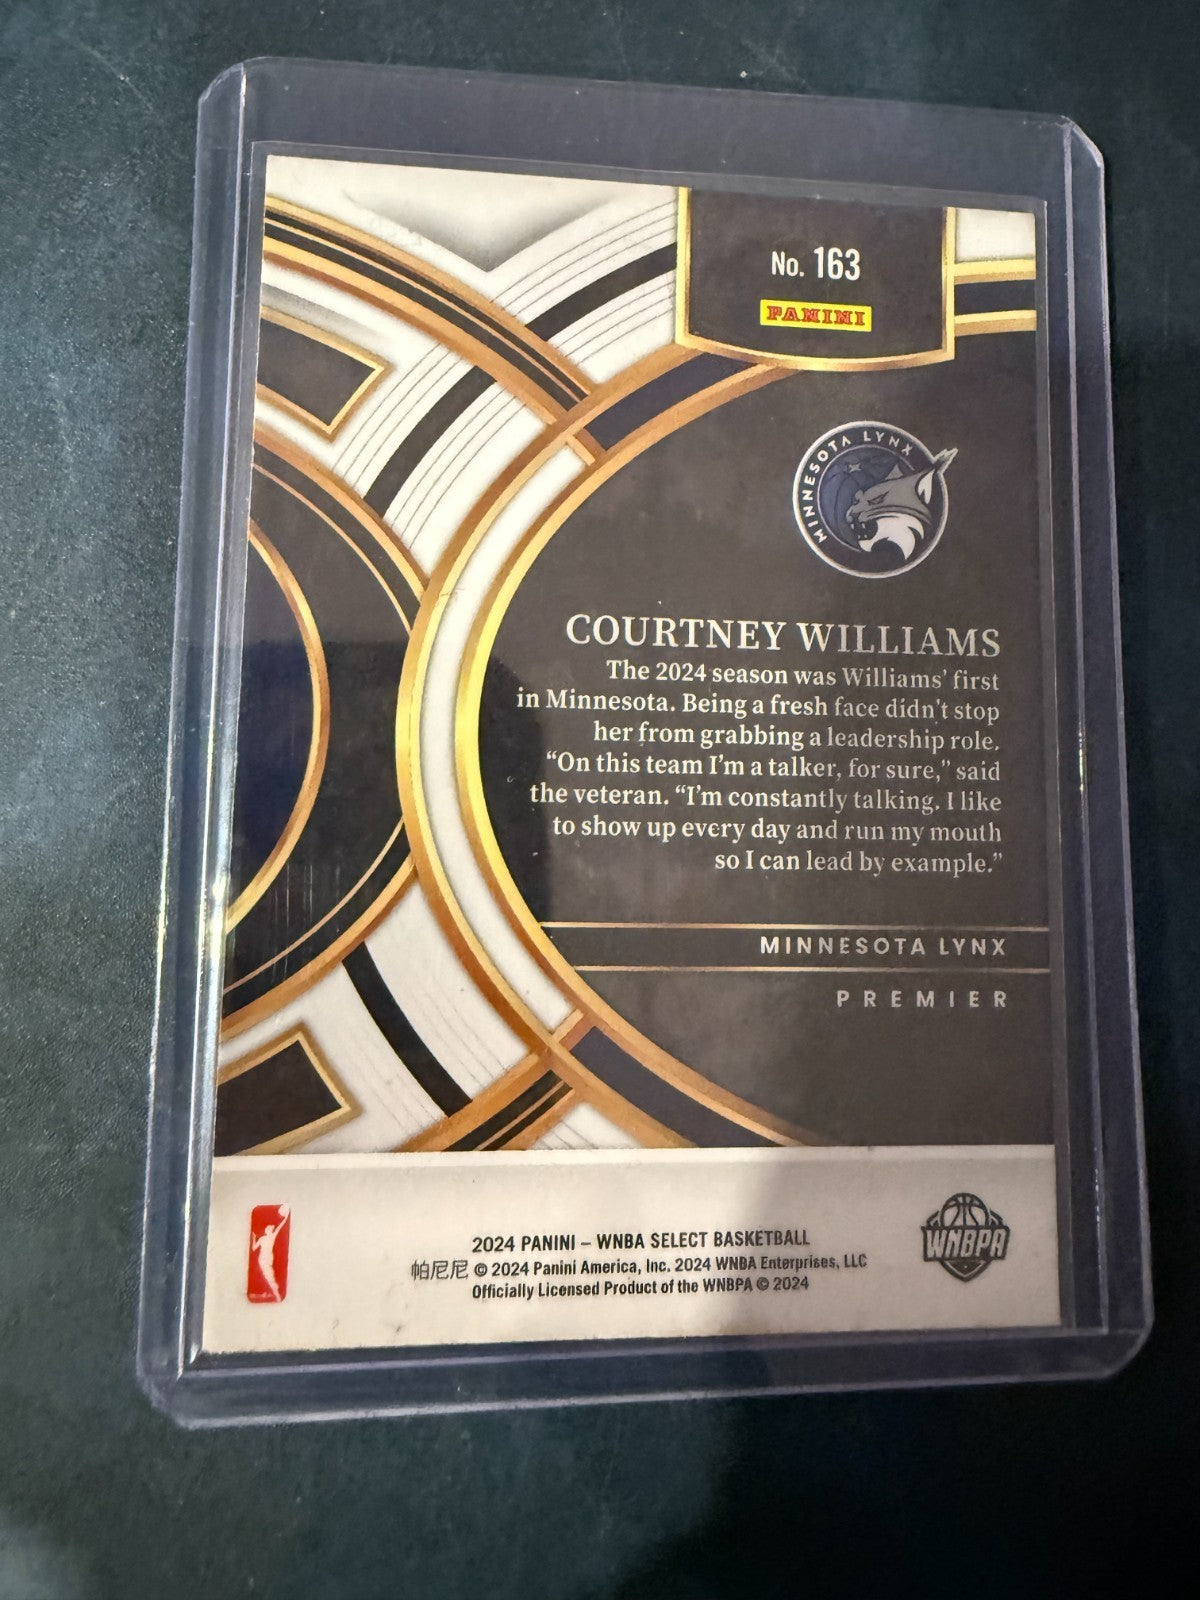 No. 163
PANINI
MINNESOTA LYNX
COURTNEY WILLIAMS
The 2024 season was Williams' first
in Minnesota. Being a fresh face didn't stop
her from grabbing a leadership role.
“On this team I'm a talker, for sure,” said
the veteran. “I'm constantly talking. I like
to show up every day and run my mouth
so I can lead by example.”
MINNESOTA LYNX
PREMIER
2024 PANINI – WNBA SELECT BASKETBALL
帕尼尼 © 2024 Panini America, Inc. 2024 WNBA Enterprises, LLC
Officially Licensed Product of the WNBPA © 2024
WNBPA